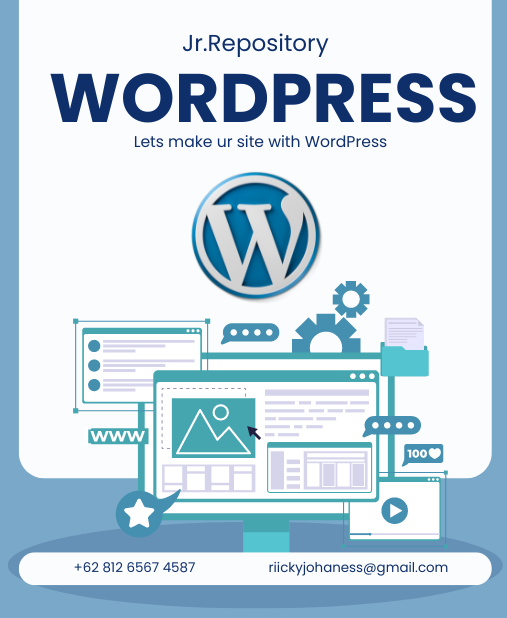 Jr.Repository
WORDPRESS
Lets make ur site with WordPress
W
WWW
100
+62 812 6567 4587
riickyjohaness@gmail.com